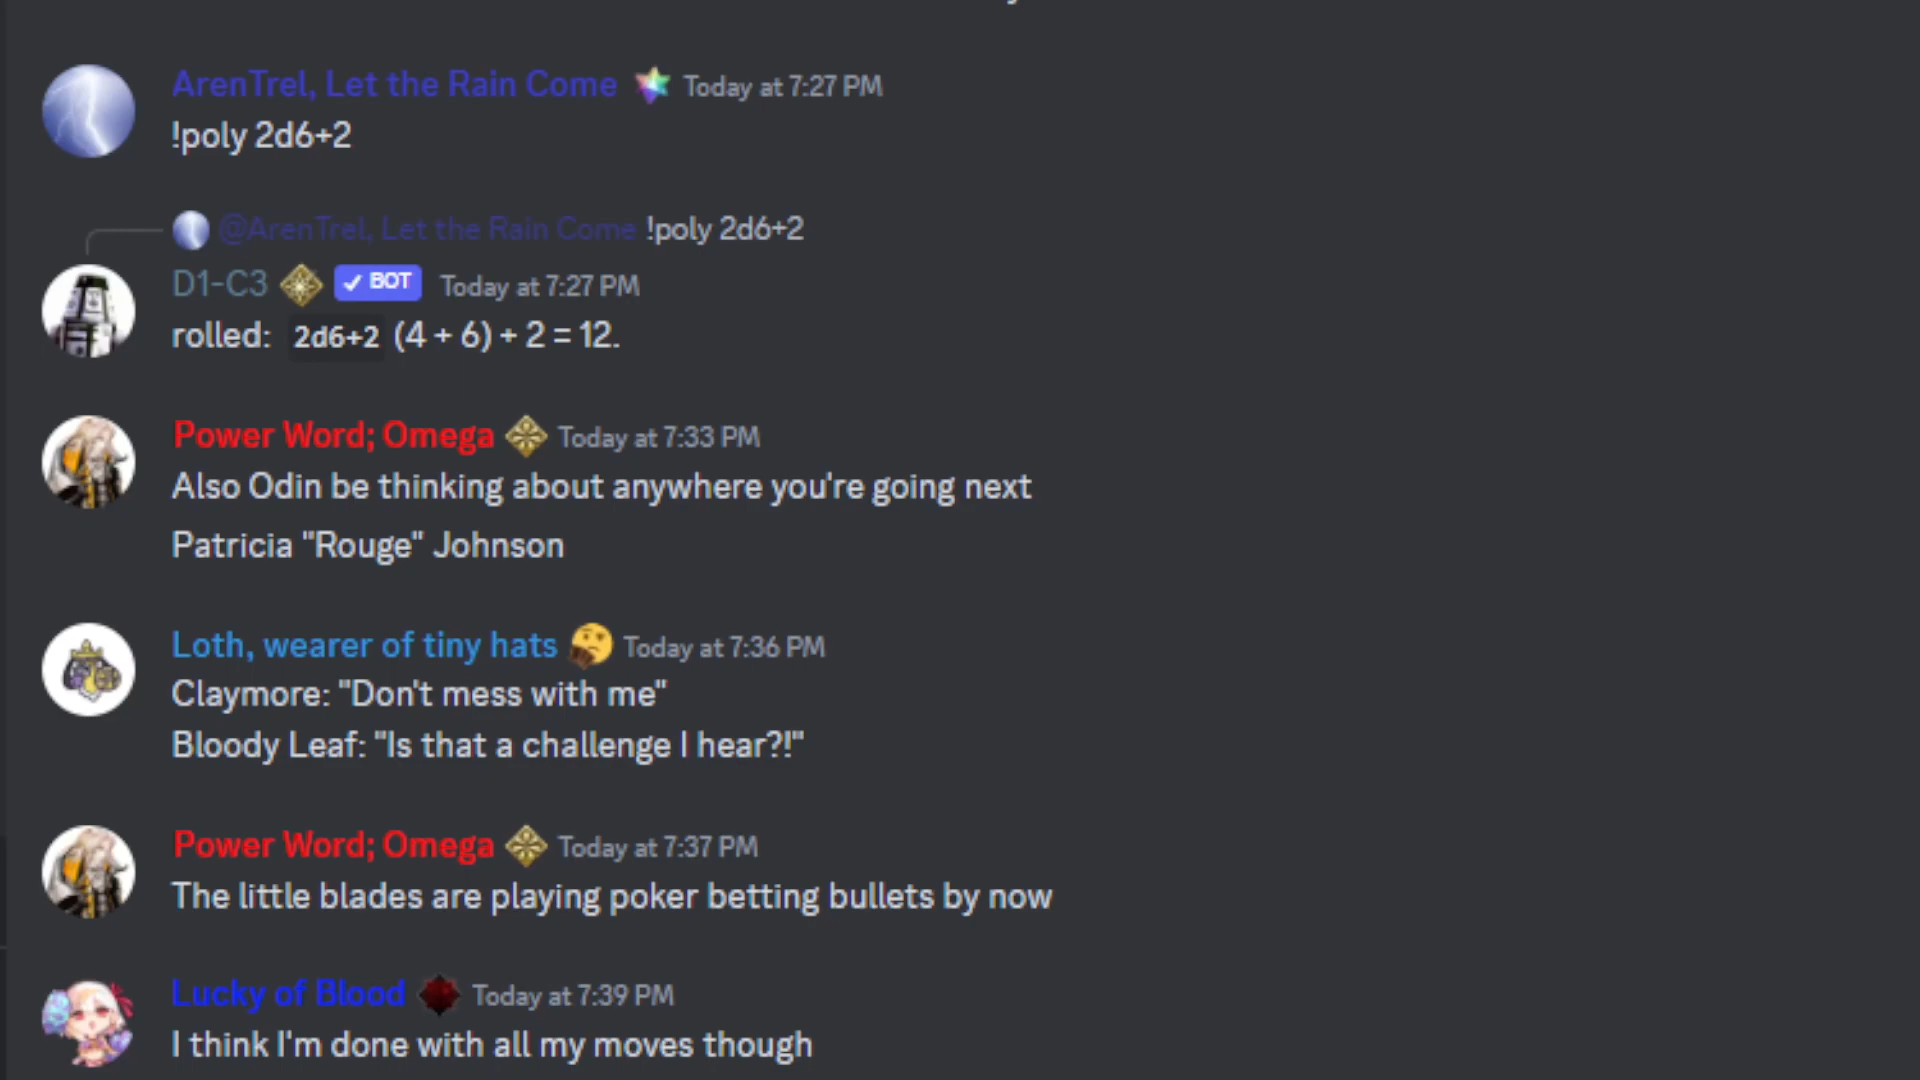 ArenTrel, Let the Rain Come Today at 7:27 PM
!poly 2d6+2
@ArenTrel, Let the Rain Come !poly 2d6+2
D1-C3 ✓ BOT Today at 7:27 PM
rolled: 2d6+2 (4 + 6) + 2 = 12.
Power Word; Omega Today at 7:33 PM
Also Odin be thinking about anywhere you're going next
Patricia "Rouge" Johnson
Loth, wearer of tiny hats 🤔 Today at 7:36 PM
Claymore: "Don't mess with me"
Bloody Leaf: "Is that a challenge I hear?!"
Power Word; Omega Today at 7:37 PM
The little blades are playing poker betting bullets by now
Lucky of Blood Today at 7:39 PM
I think I'm done with all my moves though